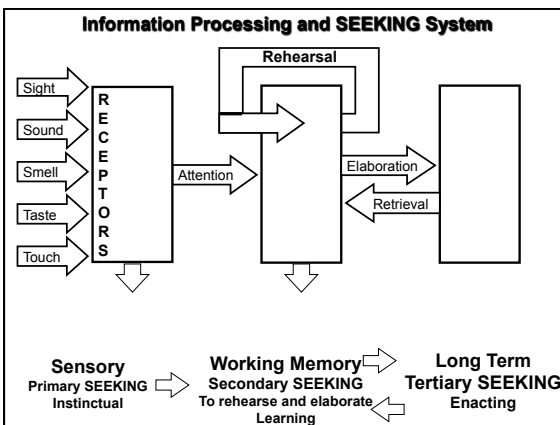 Information Processing and SEEKING System
Rehearsal
Sight
Sound
Smell
Taste
Touch
RECEPTORS
Attention
Elaboration
Retrieval
Sensory
Primary SEEKING
Instinctual
Working Memory
Secondary SEEKING
To rehearse and elaborate
Learning
Long Term
Tertiary SEEKING
Enacting